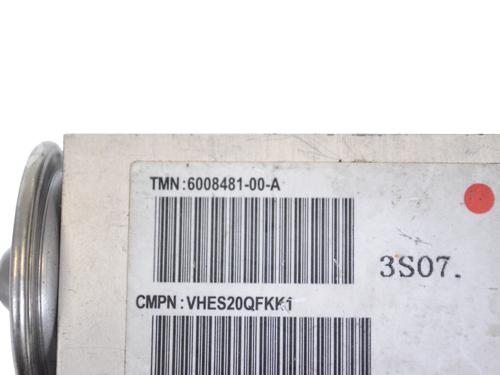 TMN :6008481-00-A
3S07.
CMPN : VHES20QFKK1